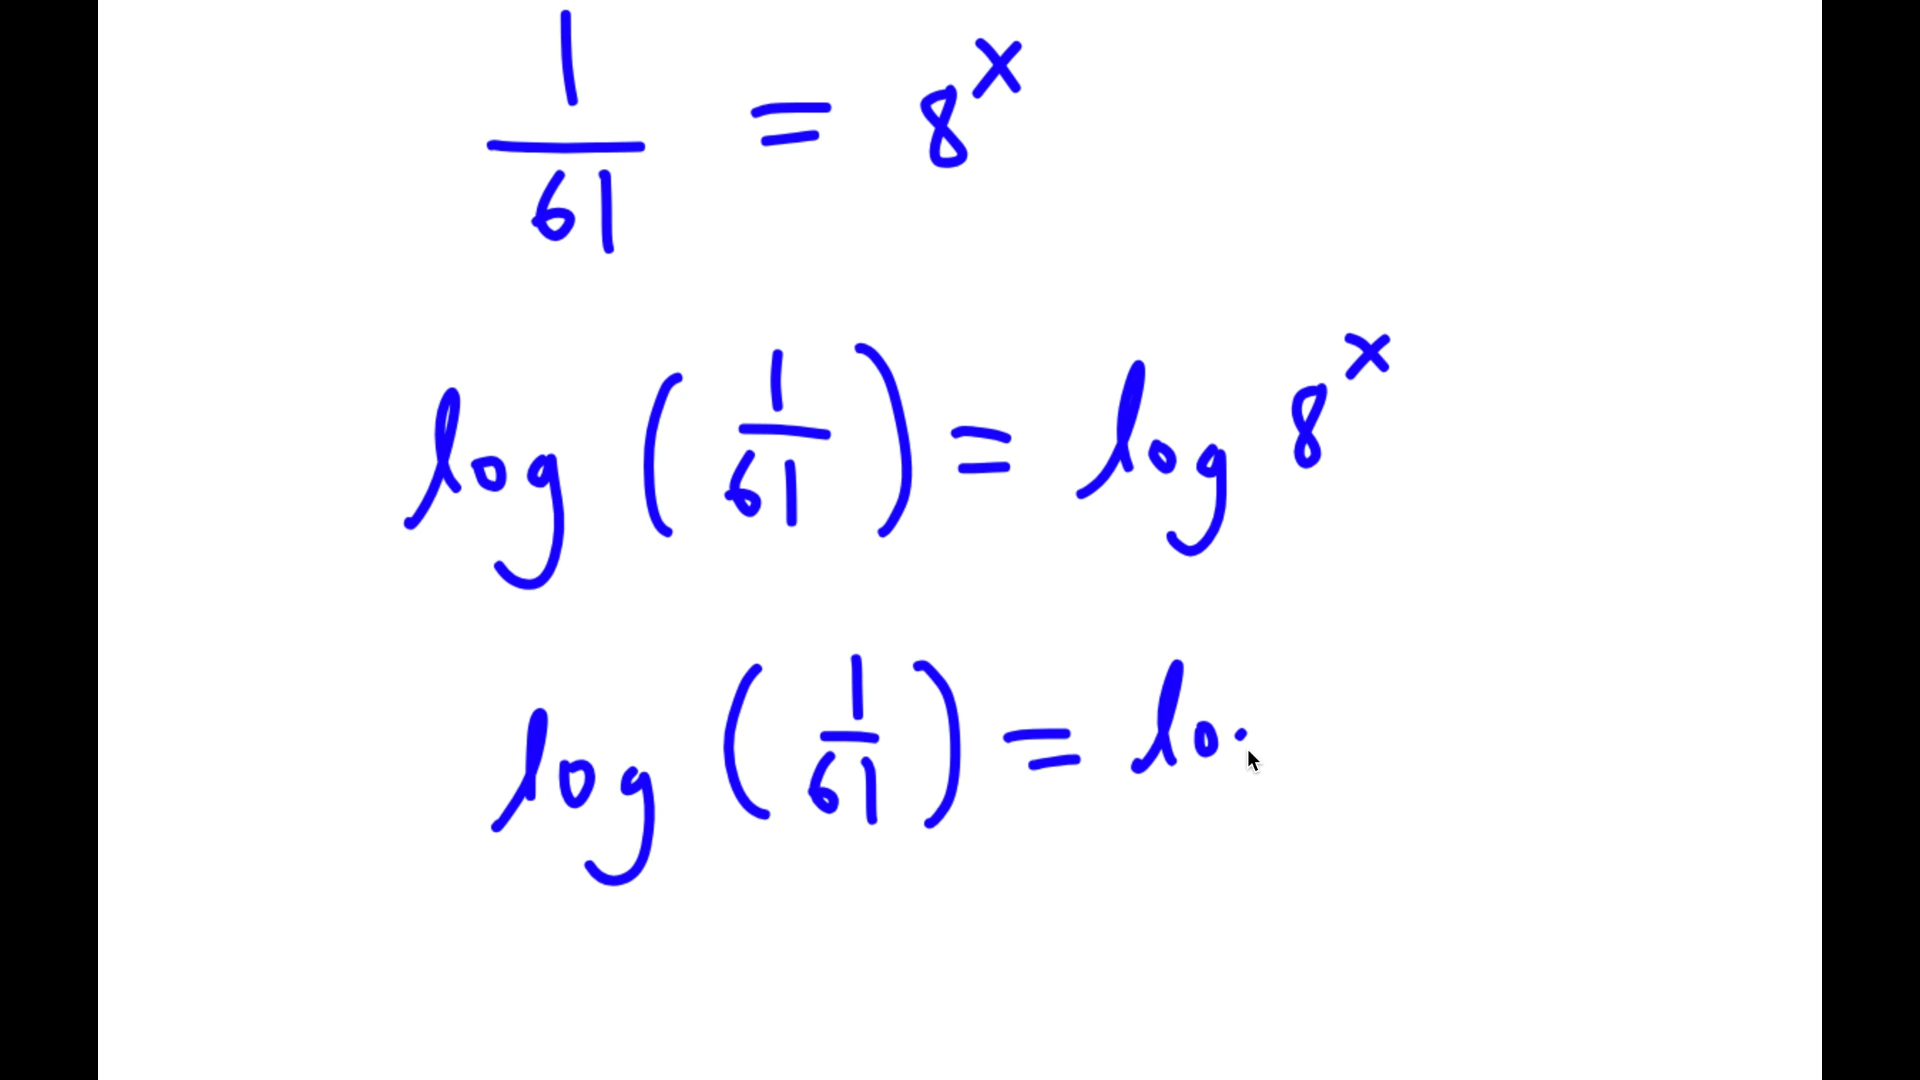 1/61 = 8^x
log (1/61) = log 8^x
log (1/61) = lo